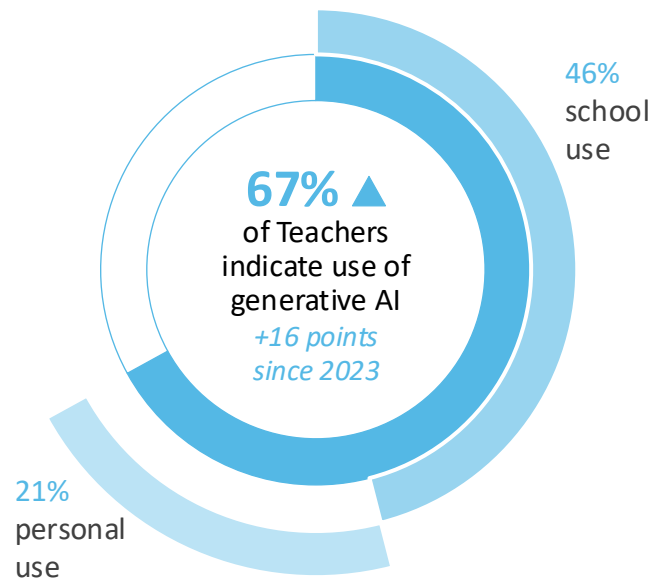 46%
school
use
67% ▲
of Teachers
indicate use of
generative AI
+16 points
since 2023
21%
personal
use